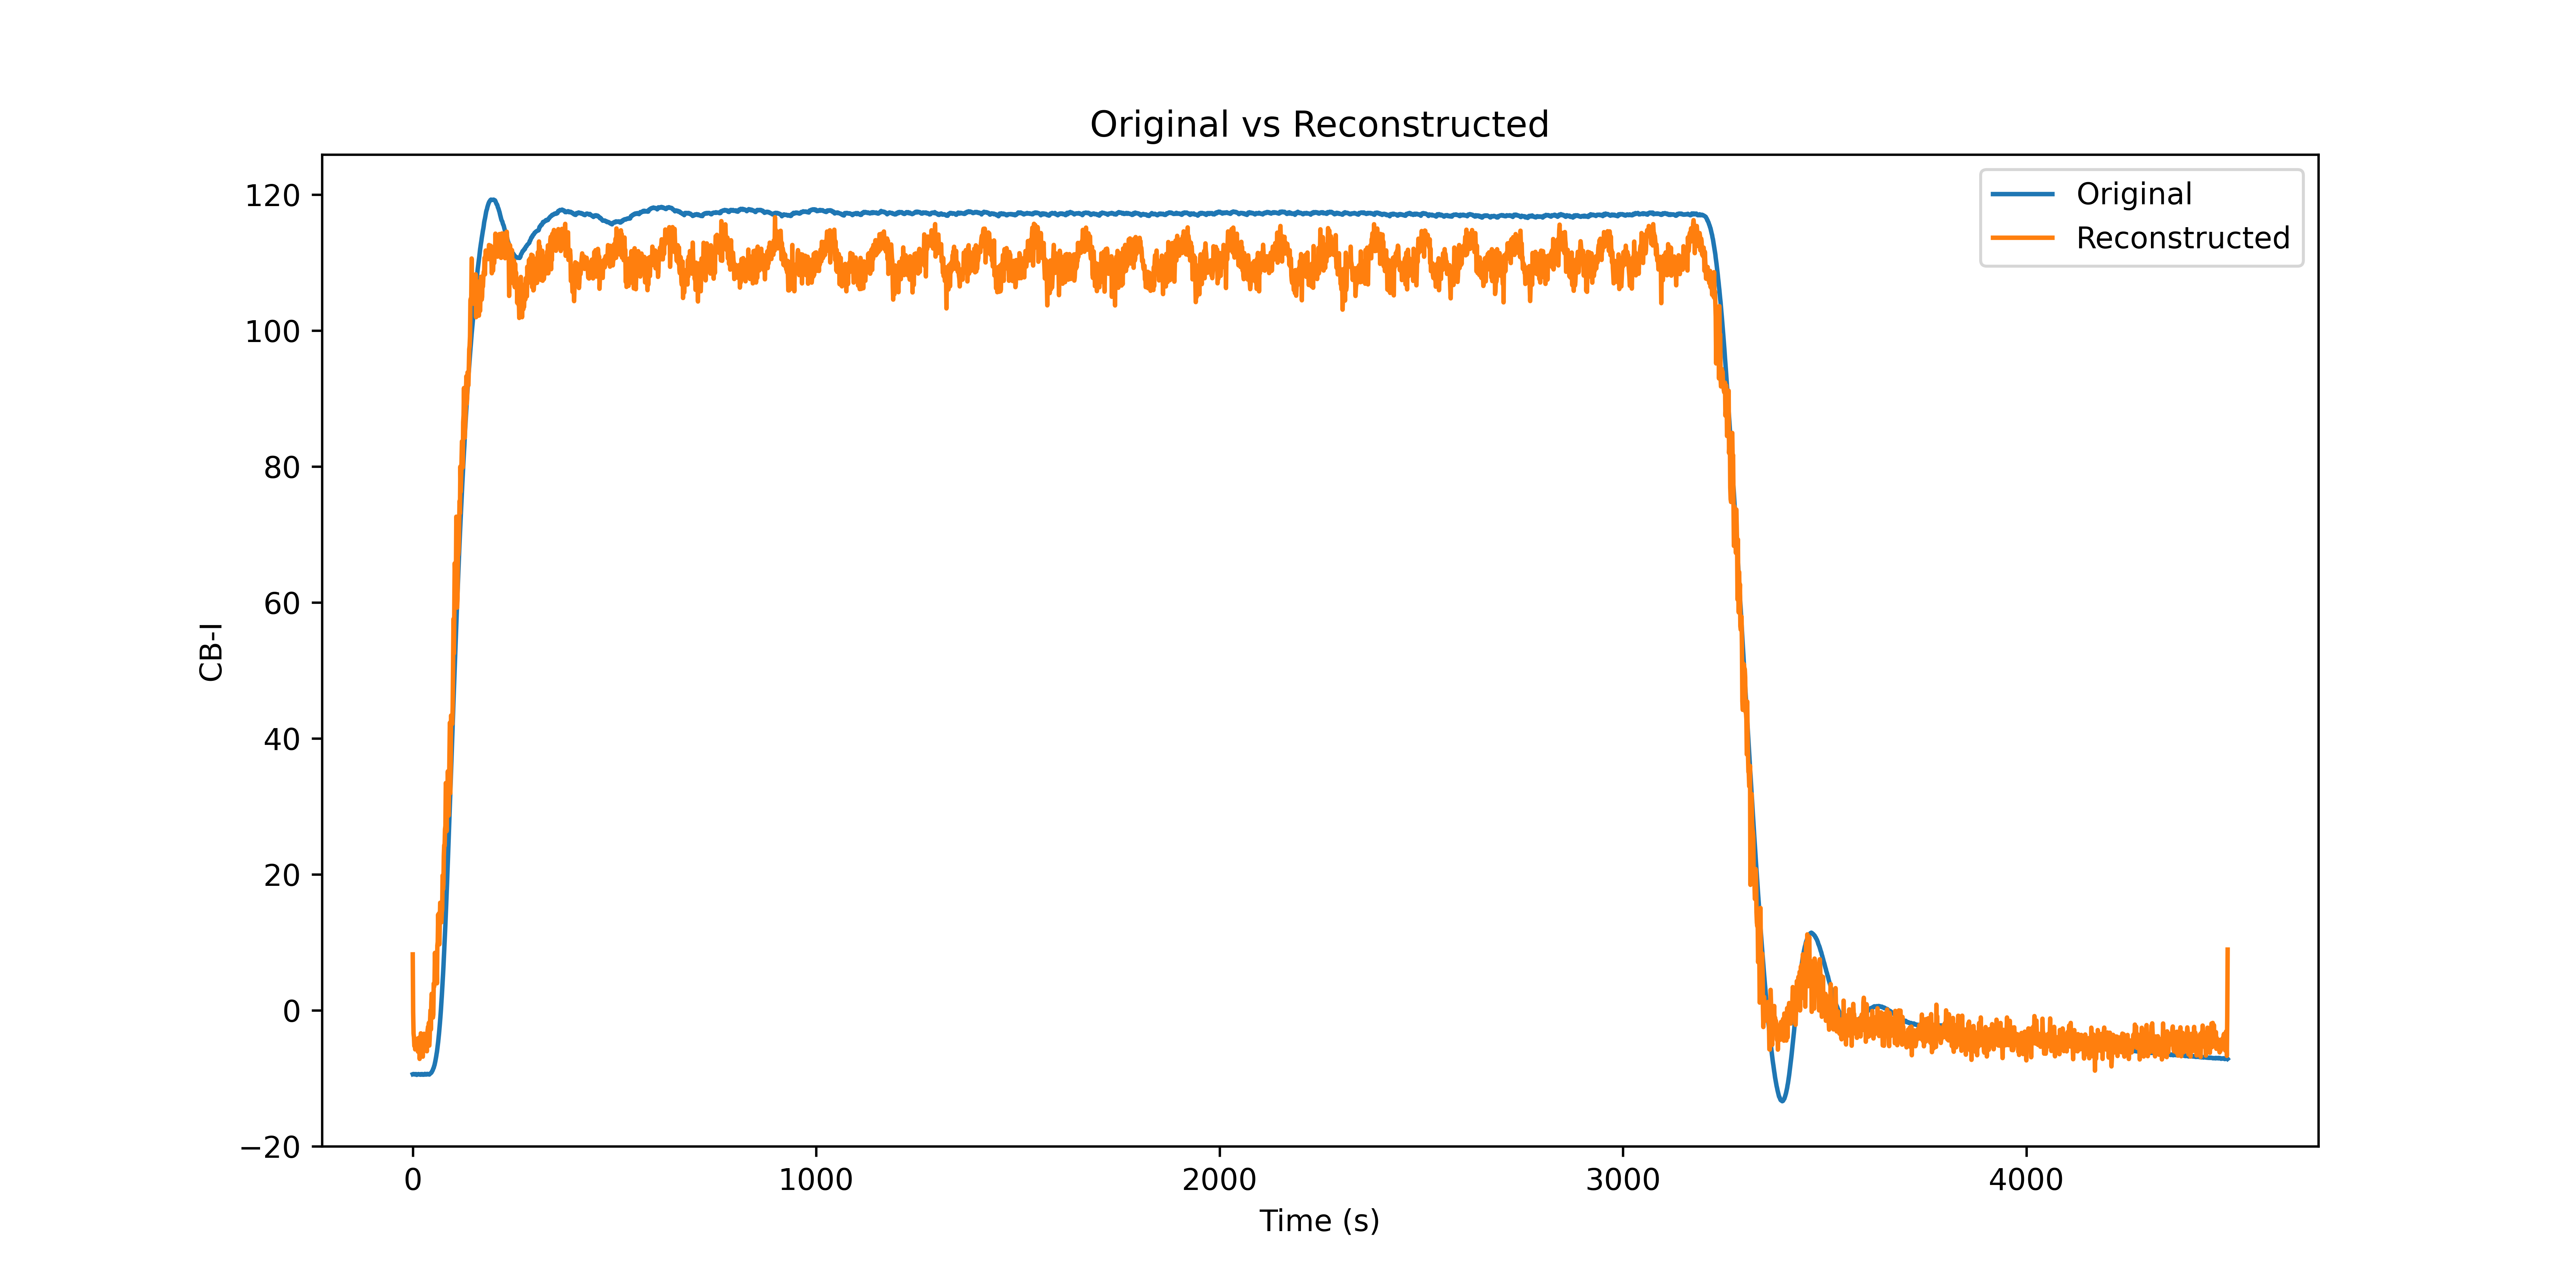 Original vs Reconstructed
Original
Reconstructed
120
100
80
60
40
20
0
−20
CB-I
0
1000
2000
3000
4000
Time (s)